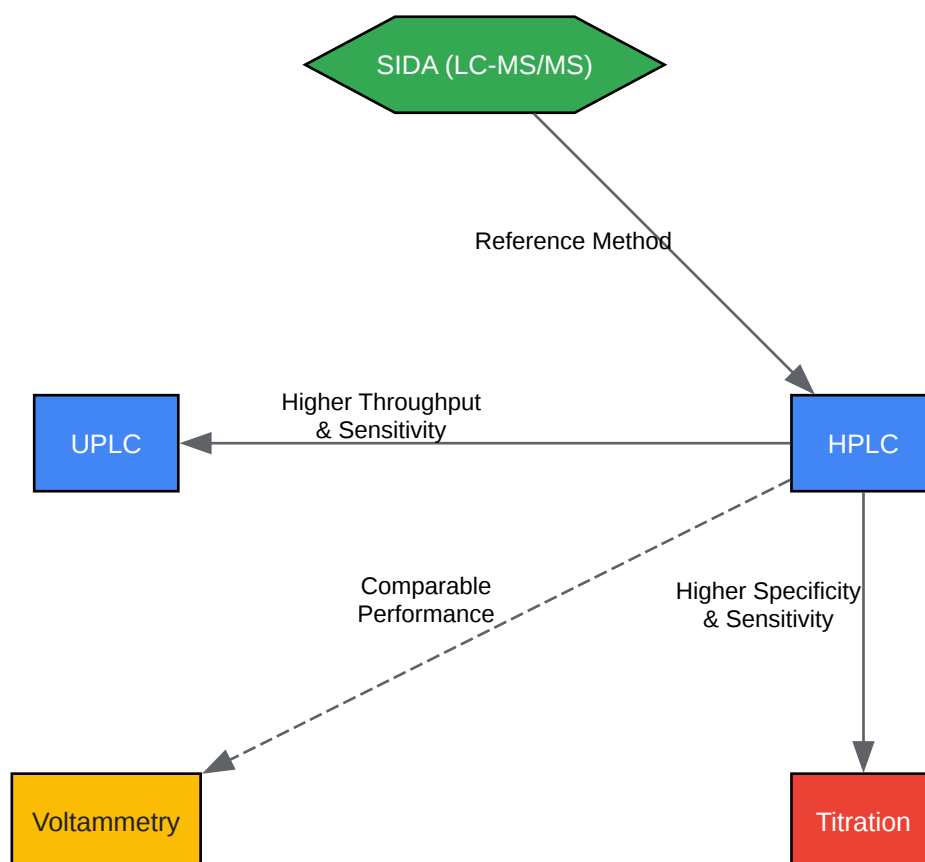 SIDA (LC-MS/MS)
Reference Method
Higher Throughput
& Sensitivity
UPLC
HPLC
Comparable
Performance
Higher Specificity
& Sensitivity
Voltammetry
Titration